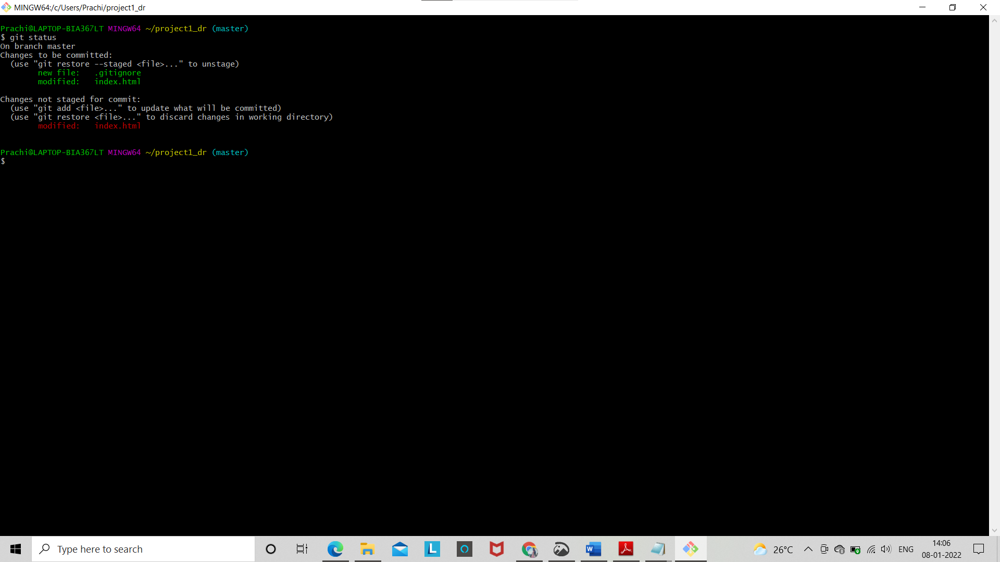 MINGW64:/c/Users/Prachi/project1_dr
Prachi@LAPTOP-BIA367LT MINGW64 ~/project1_dr (master)
$ git status
On branch master
Changes to be committed:
  (use "git restore --staged <file>..." to unstage)
        new file:   .gitignore
        modified:   index.html
Changes not staged for commit:
  (use "git add <file>..." to update what will be committed)
  (use "git restore <file>..." to discard changes in working directory)
        modified:   index.html
Prachi@LAPTOP-BIA367LT MINGW64 ~/project1_dr (master)
$
Type here to search
L
W
26°C
ENG
14:06
08-01-2022